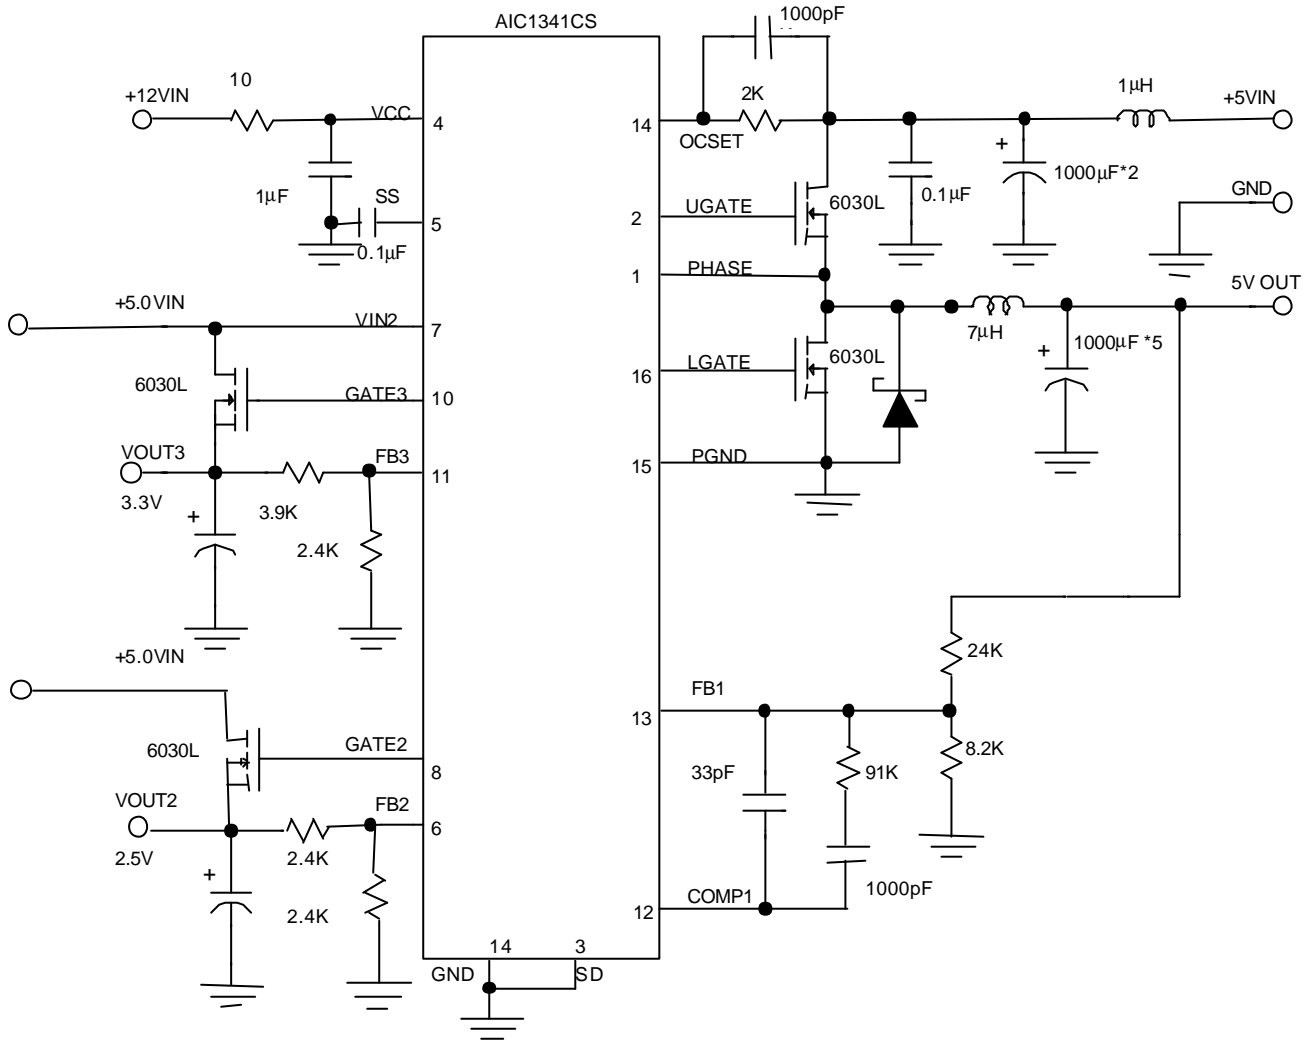 AIC1341CS
1000pF
10
+12VIN
VCC
4
1µF
SS
5
0.1µF
+5.0VIN
VIN2
7
6030L
GATE3
10
VOUT3
FB3
11
3.3V
+
3.9K
2.4K
+5.0VIN
6030L
GATE2
8
VOUT2
FB2
6
2.5V
2.4K
+
2.4K
14
3
GND
SD
2K
1µH
+5VIN
14
OCSET
+
1000µF*2
0.1µF
GND
2
UGATE
6030L
1
PHASE
5V OUT
7µH
+
1000µF *5
16
LGATE
6030L
15
PGND
24K
FB1
13
8.2K
33pF
91K
1000pF
COMP1
12